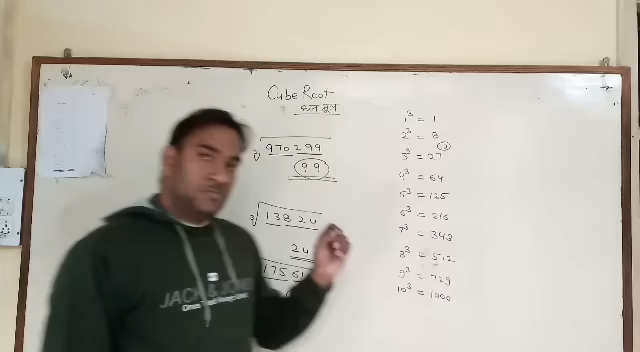 Cube Root
घन मूल
∛970299
99
∛13824
24
1³ = 1
2³ = 8
3³ = 27
4³ = 64
5³ = 125
6³ = 216
7³ = 343
8³ = 512
9³ = 729
10³ = 1000
JACK & JONES